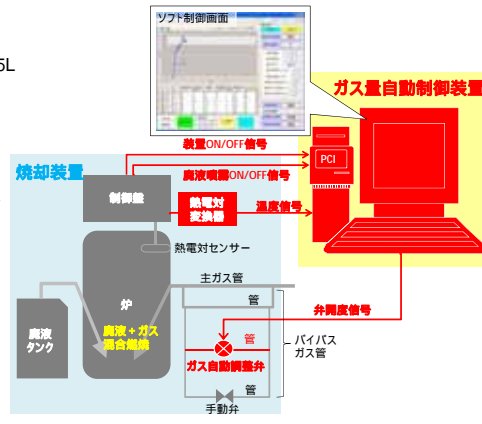 ソフト制御画面
5L
ガス量自動制御装置
装置ON/OFF信号
PCI
焼却装置
廃液噴霧ON/OFF信号
制御盤
熱電対
変換器
温度信号
熱電対センサー
主ガス管
炉
管
弁開度信号
廃液
タンク
廃液+ガス
混合燃焼
管
バイパス
ガス管
ガス自動調整弁
管
手動弁